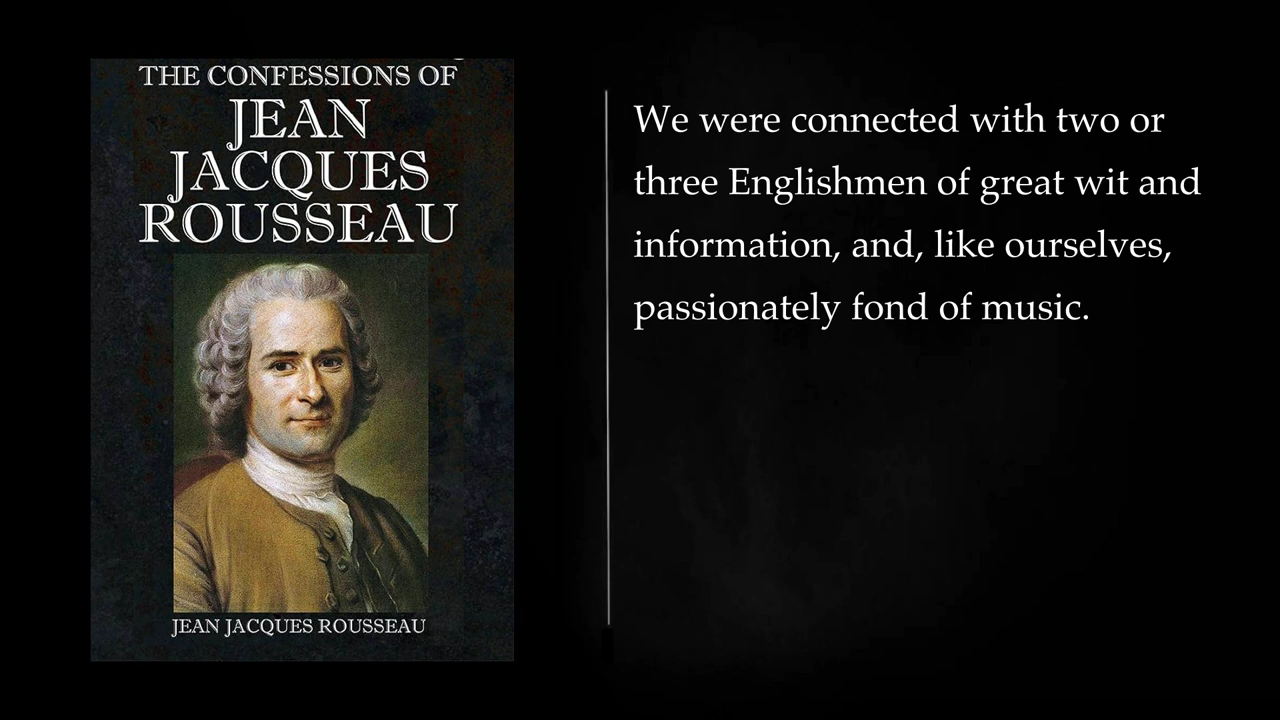 THE CONFESSIONS OF
JEAN
JACQUES
ROUSSEAU
JEAN JACQUES ROUSSEAU
We were connected with two or
three Englishmen of great wit and
information, and, like ourselves,
passionately fond of music.